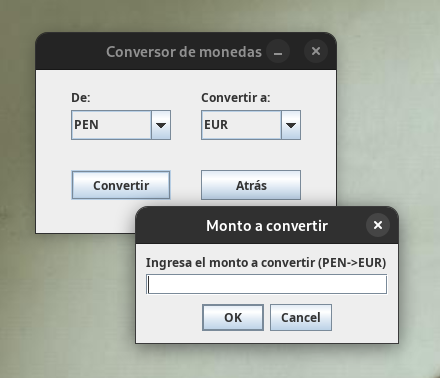 Conversor de monedas
De:
Convertir a:
PEN
EUR
Convertir
Atrás
Monto a convertir
Ingresa el monto a convertir (PEN->EUR)
OK
Cancel